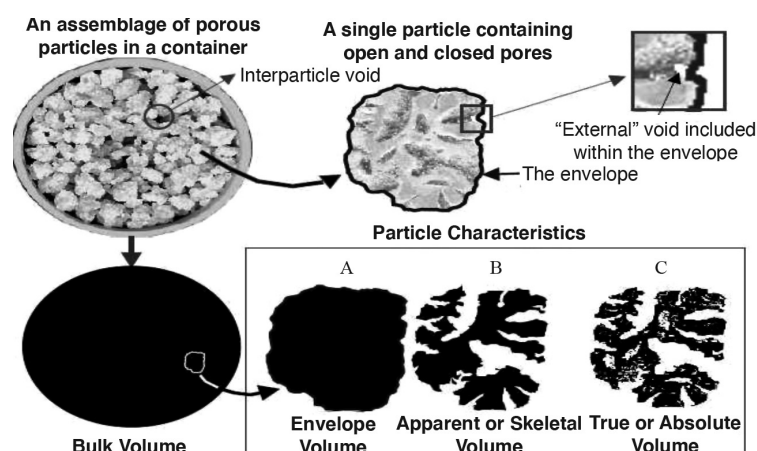 An assemblage of porous
particles in a container
A single particle containing
open and closed pores
Interparticle void
"External" void included
within the envelope
The envelope
Particle Characteristics
A
B
C
Envelope
Volume
Apparent or Skeletal
Volume
True or Absolute
Volume
Bulk Volume